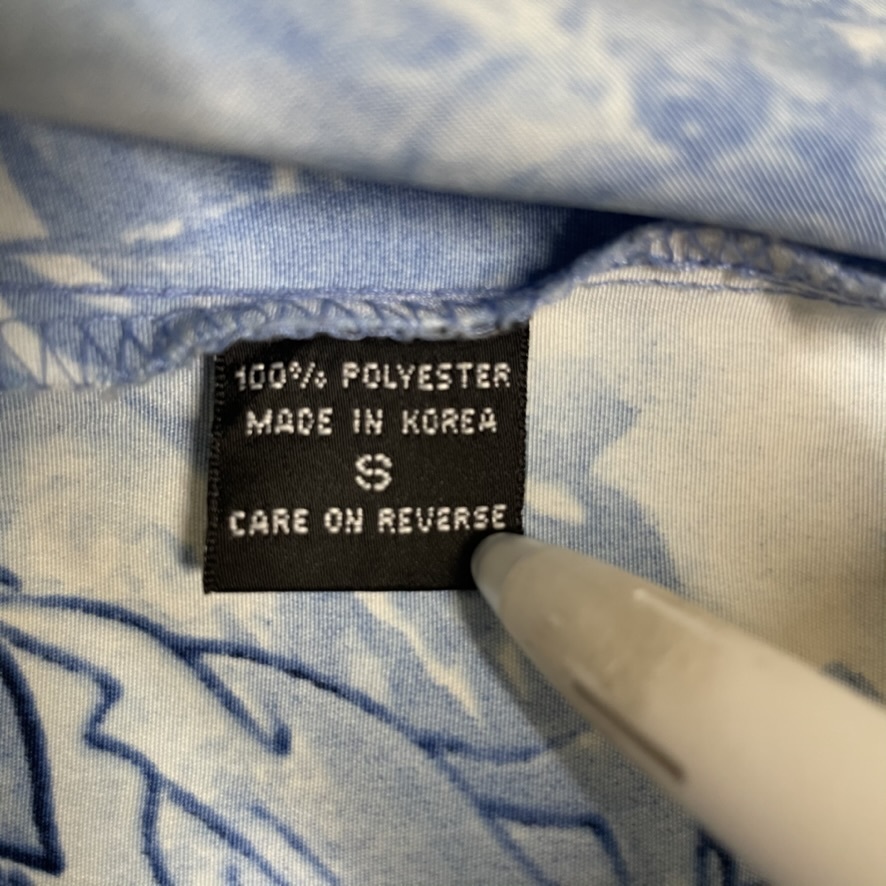 100% POLYESTER
MADE IN KOREA
S
CARE ON REVERSE